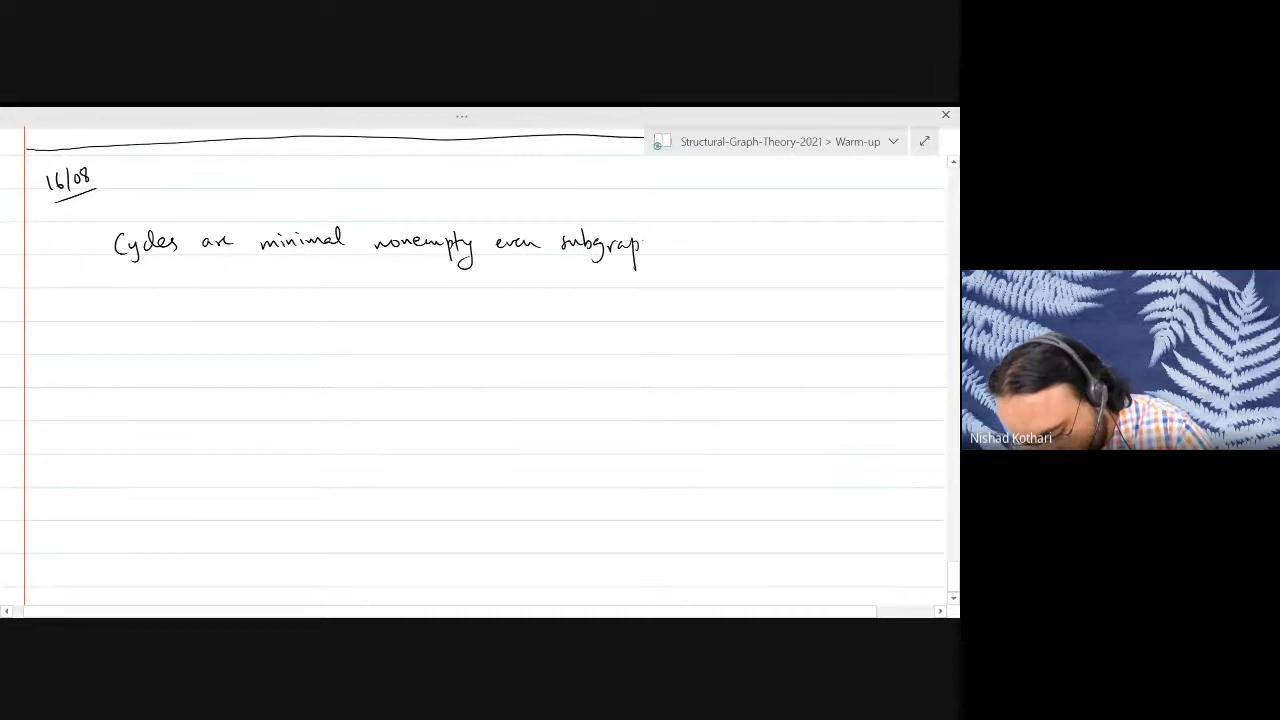 ...
Structural-Graph-Theory-2021 > Warm-up
16/08
Cycles are minimal nonempty even subgrap
Nishad Kothari